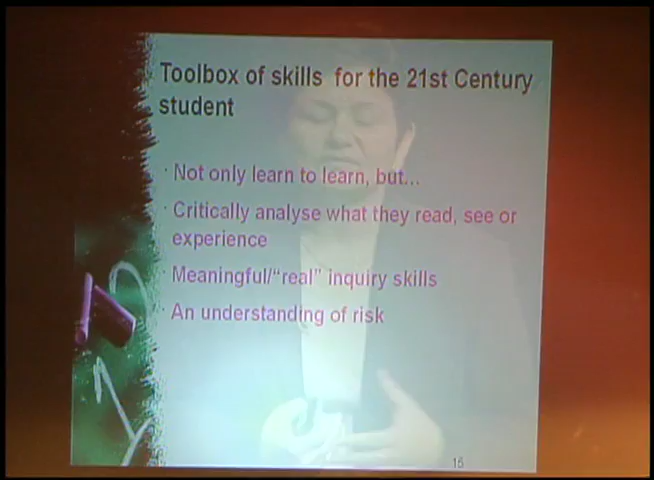 Toolbox of skills for the 21st Century
student
· Not only learn to learn, but...
· Critically analyse what they read, see or
experience
· Meaningful/“real” inquiry skills
· An understanding of risk
15